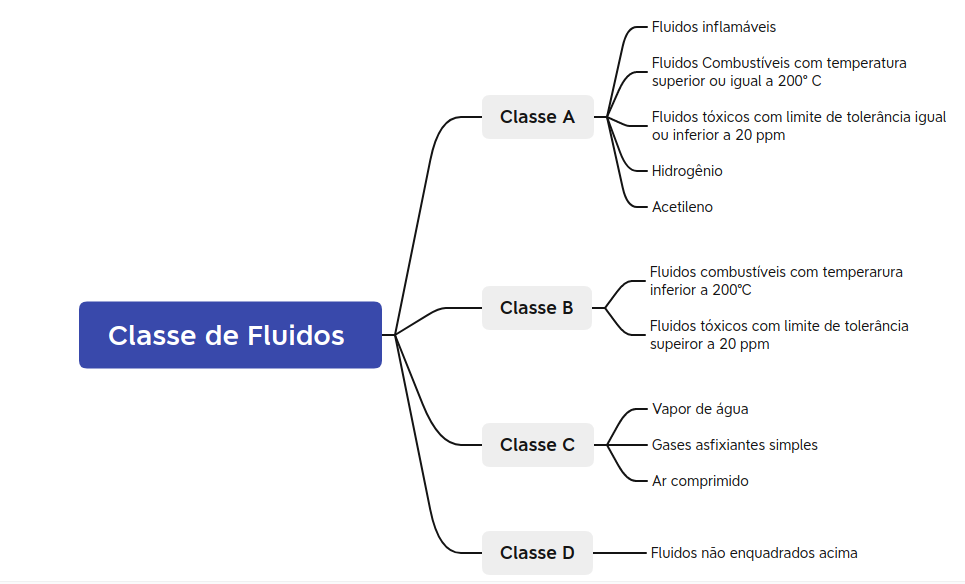 Fluidos inflamáveis
Fluidos Combustíveis com temperatura
superior ou igual a 200° C
Classe A
Fluidos tóxicos com limite de tolerância igual
ou inferior a 20 ppm
Hidrogênio
Acetileno
Fluidos combustíveis com temperarura
inferior a 200°C
Classe B
Fluidos tóxicos com limite de tolerância
supeiror a 20 ppm
Classe de Fluidos
Vapor de água
Classe C
Gases asfixiantes simples
Ar comprimido
Classe D
Fluidos não enquadrados acima